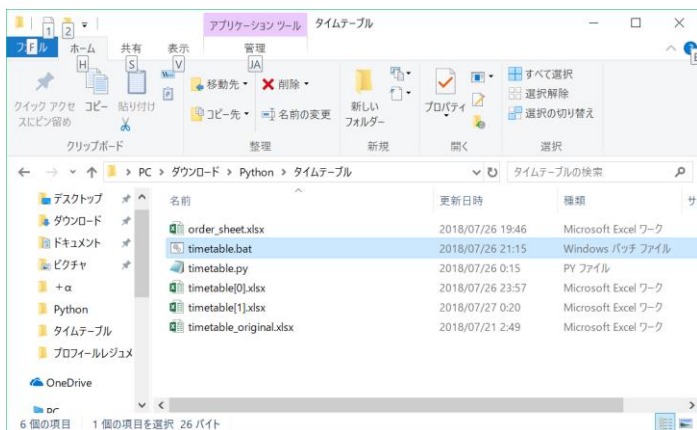 1 2 アプリケーション ツール タイムテーブル
ファイル ホーム 共有 表示 管理
F H S V JA E
クイック アクセスにピン留め コピー 貼り付け
移動先 削除
コピー先 名前の変更
新しいフォルダー
プロパティ
すべて選択
選択解除
選択の切り替え
クリップボード 整理 新規 開く 選択
PC ダウンロード Python タイムテーブル タイムテーブルの検索
デスクトップ
ダウンロード
ドキュメント
ピクチャ
+α
Python
タイムテーブル
プロフィールレジュメ
OneDrive
PC
名前 更新日時 種類 サ
order_sheet.xlsx 2018/07/26 19:46 Microsoft Excel ワーク
timetable.bat 2018/07/26 21:15 Windows バッチ ファイル
timetable.py 2018/07/26 0:15 PY ファイル
timetable[0].xlsx 2018/07/26 23:57 Microsoft Excel ワーク
timetable[1].xlsx 2018/07/27 0:20 Microsoft Excel ワーク
timetable_original.xlsx 2018/07/21 2:49 Microsoft Excel ワーク
6 個の項目 1 個の項目を選択 26 バイト